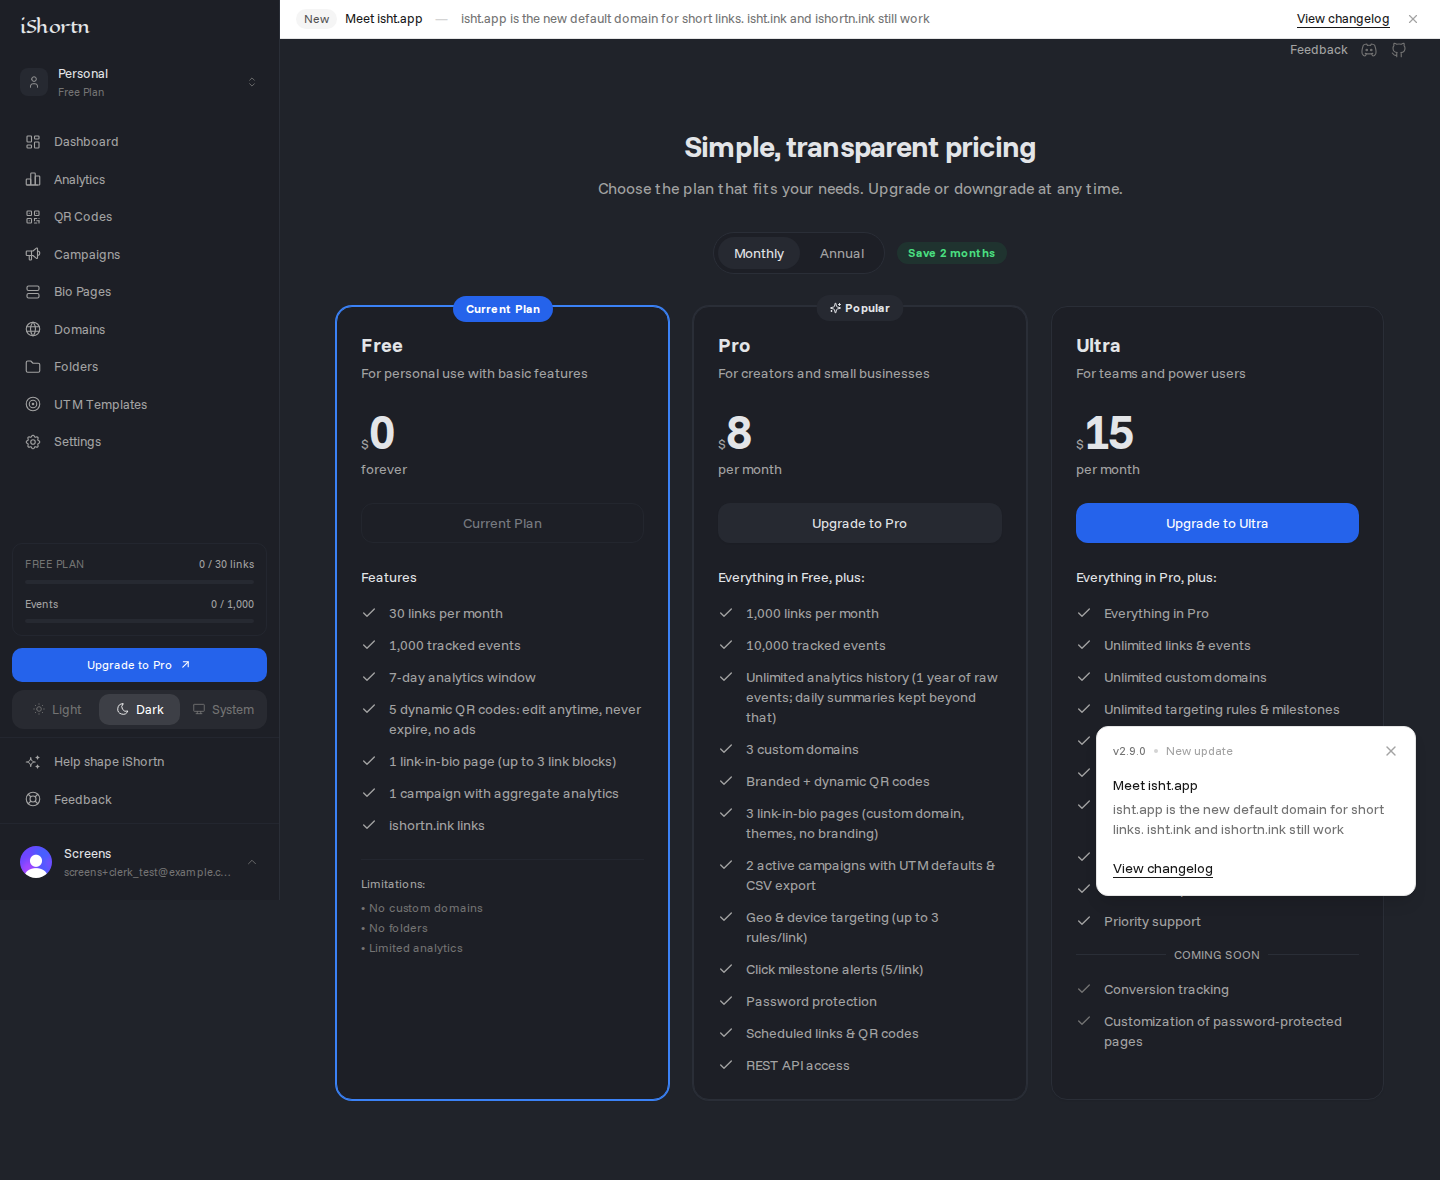 iShortn
Personal
Free Plan
Dashboard
Analytics
QR Codes
Campaigns
Bio Pages
Domains
Folders
UTM Templates
Settings
FREE PLAN
0 / 30 links
Events
0 / 1,000
Upgrade to Pro
Light
Dark
System
Help shape iShortn
Feedback
Screens
screens+clerk_test@example.c...
New
Meet isht.app — isht.app is the new default domain for short links. isht.ink and ishortn.ink still work
View changelog
Feedback
Simple, transparent pricing
Choose the plan that fits your needs. Upgrade or downgrade at any time.
Monthly
Annual
Save 2 months
Current Plan
Free
For personal use with basic features
$0
forever
Current Plan
Features
30 links per month
1,000 tracked events
7-day analytics window
5 dynamic QR codes: edit anytime, never
expire, no ads
1 link-in-bio page (up to 3 link blocks)
1 campaign with aggregate analytics
ishortn.ink links
Limitations:
• No custom domains
• No folders
• Limited analytics
Popular
Pro
For creators and small businesses
$8
per month
Upgrade to Pro
Everything in Free, plus:
1,000 links per month
10,000 tracked events
Unlimited analytics history (1 year of raw
events; daily summaries kept beyond
that)
3 custom domains
Branded + dynamic QR codes
3 link-in-bio pages (custom domain,
themes, no branding)
2 active campaigns with UTM defaults &
CSV export
Geo & device targeting (up to 3
rules/link)
Click milestone alerts (5/link)
Password protection
Scheduled links & QR codes
REST API access
Ultra
For teams and power users
$15
per month
Upgrade to Ultra
Everything in Pro, plus:
Everything in Pro
Unlimited links & events
Unlimited custom domains
Unlimited targeting rules & milestones
Priority support
COMING SOON
Conversion tracking
Customization of password-protected
pages
v2.9.0
New update
Meet isht.app
isht.app is the new default domain for short
links. isht.ink and ishortn.ink still work
View changelog